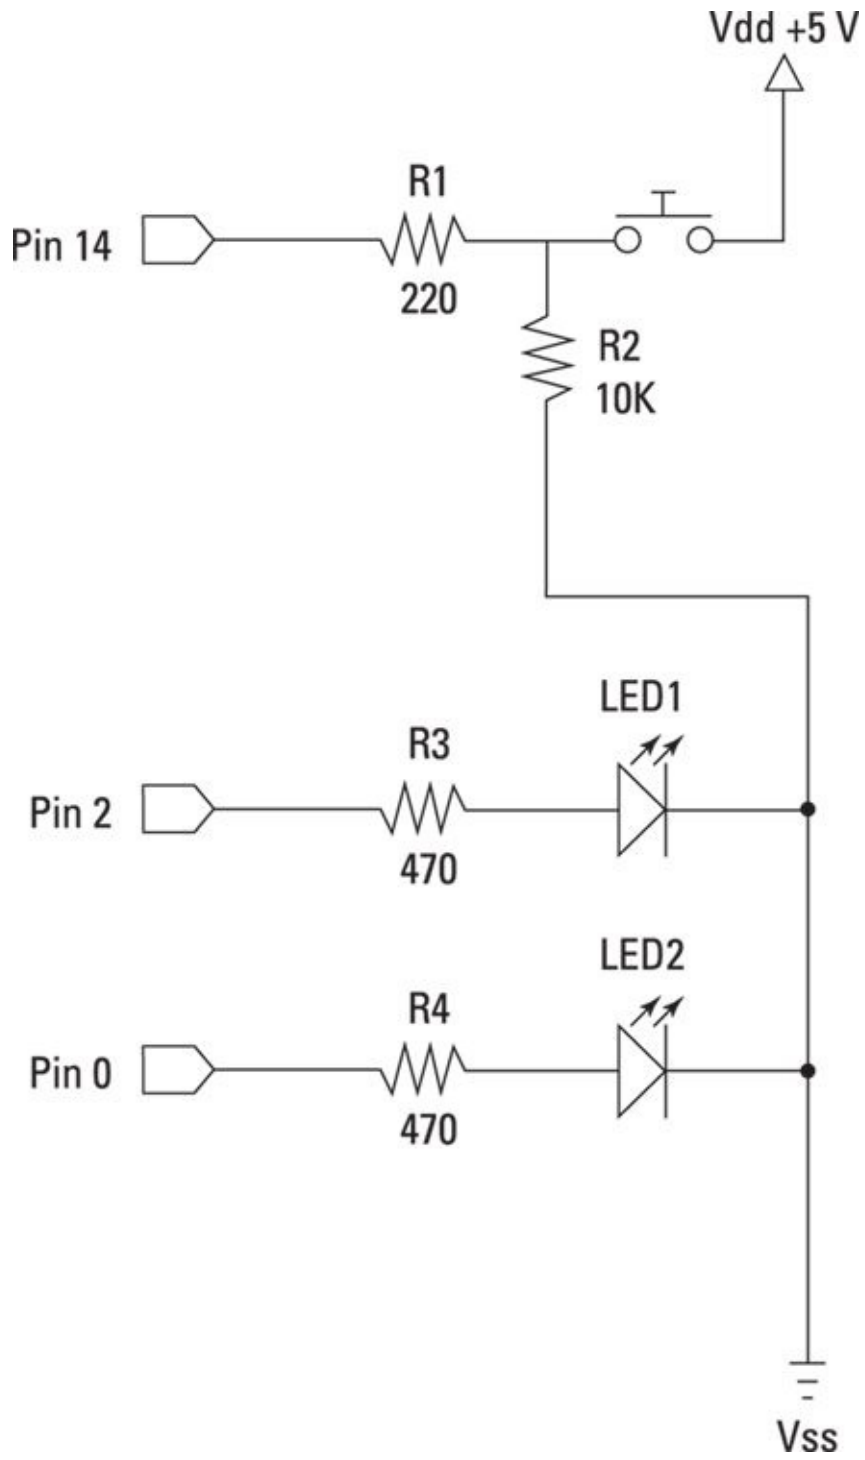 Vdd +5 V
R1
Pin 14
220
R2
10K
LED1
R3
Pin 2
470
LED2
R4
Pin 0
470
Vss